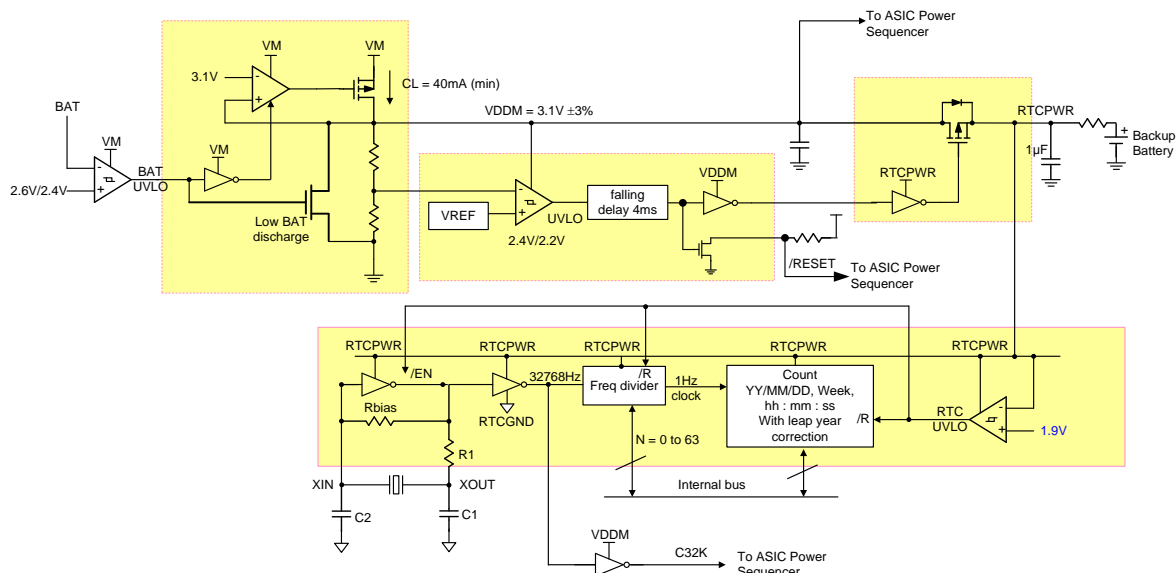 To ASIC Power
Sequencer
VM
VM
3.1V
CL = 40mA (min)
BAT
VM
VDDM = 3.1V ±3%
RTCPWR
1µF
+
Backup
Battery
-
+
2.6V/2.4V
BAT
UVLO
VM
Low BAT
discharge
VREF
UVLO
2.4V/2.2V
falling
delay 4ms
VDDM
RTCPWR
/RESET
To ASIC Power
Sequencer
RTCPWR
/EN
RTCPWR
32768Hz
RTCPWR
/R
Freq divider
1Hz
clock
RTCPWR
Count
YY/MM/DD, Week,
hh : mm : ss
With leap year
correction
/R
RTCPWR
RTC
UVLO
-
+
1.9V
Rbias
RTCGND
R1
N = 0 to 63
XIN
XOUT
Internal bus
C2
C1
VDDM
C32K
To ASIC Power
Sequencer